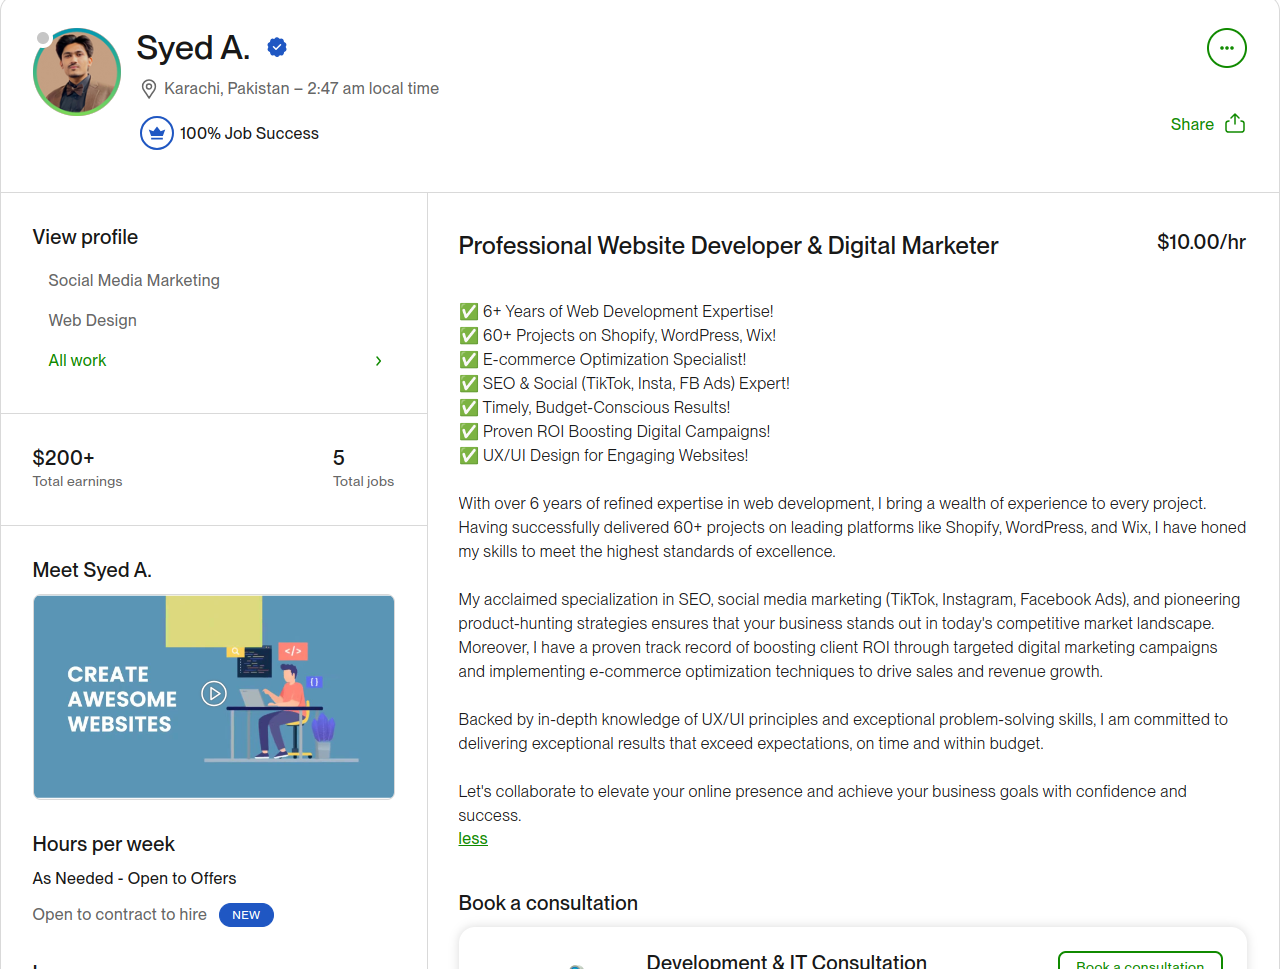 Syed A.
Karachi, Pakistan – 2:47 am local time
100% Job Success
Share
View profile
Social Media Marketing
Web Design
All work
$200+
Total earnings
5
Total jobs
Meet Syed A.
CREATE
AWESOME
WEBSITES
</>
{}
Hours per week
As Needed - Open to Offers
Open to contract to hire NEW
Professional Website Developer & Digital Marketer
$10.00/hr
✅ 6+ Years of Web Development Expertise!
✅ 60+ Projects on Shopify, WordPress, Wix!
✅ E-commerce Optimization Specialist!
✅ SEO & Social (TikTok, Insta, FB Ads) Expert!
✅ Timely, Budget-Conscious Results!
✅ Proven ROI Boosting Digital Campaigns!
✅ UX/UI Design for Engaging Websites!
With over 6 years of refined expertise in web development, I bring a wealth of experience to every project.
Having successfully delivered 60+ projects on leading platforms like Shopify, WordPress, and Wix, I have honed
my skills to meet the highest standards of excellence.
My acclaimed specialization in SEO, social media marketing (TikTok, Instagram, Facebook Ads), and pioneering
product-hunting strategies ensures that your business stands out in today's competitive market landscape.
Moreover, I have a proven track record of boosting client ROI through targeted digital marketing campaigns
and implementing e-commerce optimization techniques to drive sales and revenue growth.
Backed by in-depth knowledge of UX/UI principles and exceptional problem-solving skills, I am committed to
delivering exceptional results that exceed expectations, on time and within budget.
Let's collaborate to elevate your online presence and achieve your business goals with confidence and
success.
less
Book a consultation
Development & IT Consultation
Book a consultation